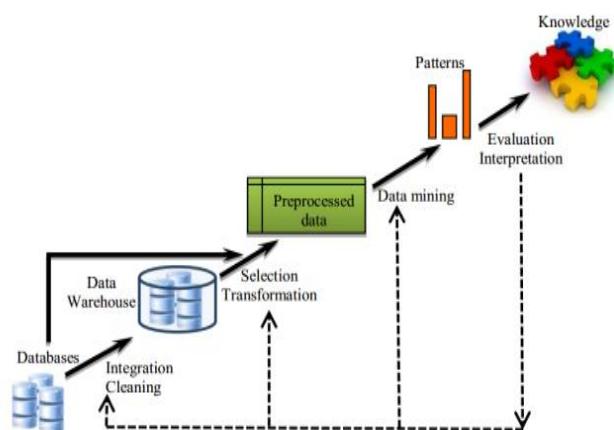 Knowledge
Patterns
Evaluation
Interpretation
Preprocessed
data
Data mining
Data
Warehouse
Selection
Transformation
Databases
Integration
Cleaning